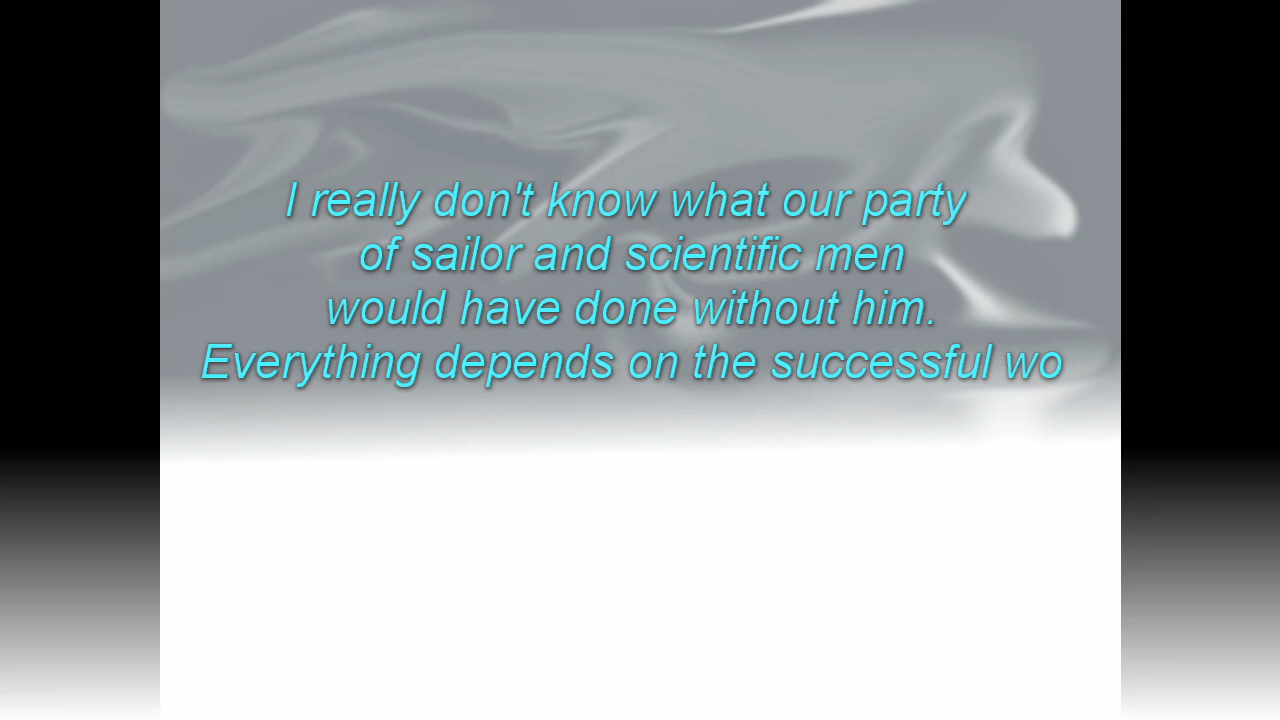 I really don't know what our party
of sailor and scientific men
would have done without him.
Everything depends on the successful wo